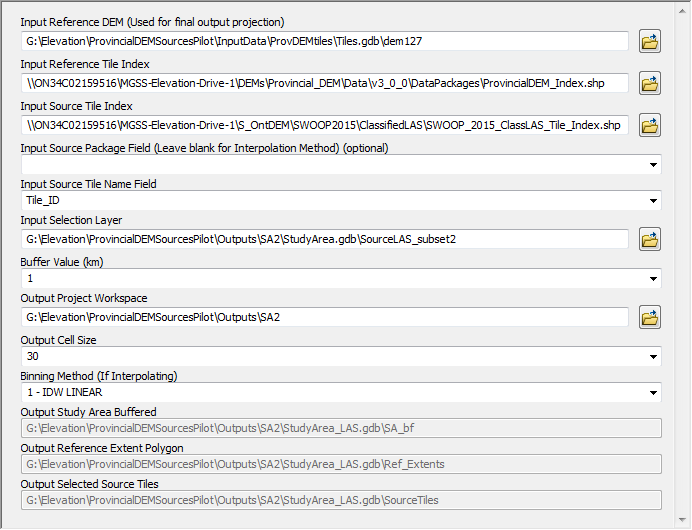 Input Reference DEM (Used for final output projection)
G:\Elevation\ProvincialDEMSourcesPilot\InputData\ProvDEMtiles\Tiles.gdb\dem127
Input Reference Tile Index
\\ON34C02159516\MGSS-Elevation-Drive-1\DEMs\Provincial_DEM\Data\v3_0_0\DataPackages\ProvincialDEM_Index.shp
Input Source Tile Index
\\ON34C02159516\MGSS-Elevation-Drive-1\S_OntDEM\SWOOP2015\ClassifiedLAS\SWOOP_2015_ClassLAS_Tile_Index.shp
Input Source Package Field (Leave blank for Interpolation Method) (optional)
Input Source Tile Name Field
Tile_ID
Input Selection Layer
G:\Elevation\ProvincialDEMSourcesPilot\Outputs\SA2\StudyArea.gdb\SourceLAS_subset2
Buffer Value (km)
1
Output Project Workspace
G:\Elevation\ProvincialDEMSourcesPilot\Outputs\SA2
Output Cell Size
30
Binning Method (If Interpolating)
1 - IDW LINEAR
Output Study Area Buffered
G:\Elevation\ProvincialDEMSourcesPilot\Outputs\SA2\StudyArea_LAS.gdb\SA_bf
Output Reference Extent Polygon
G:\Elevation\ProvincialDEMSourcesPilot\Outputs\SA2\StudyArea_LAS.gdb\Ref_Extents
Output Selected Source Tiles
G:\Elevation\ProvincialDEMSourcesPilot\Outputs\SA2\StudyArea_LAS.gdb\SourceTiles